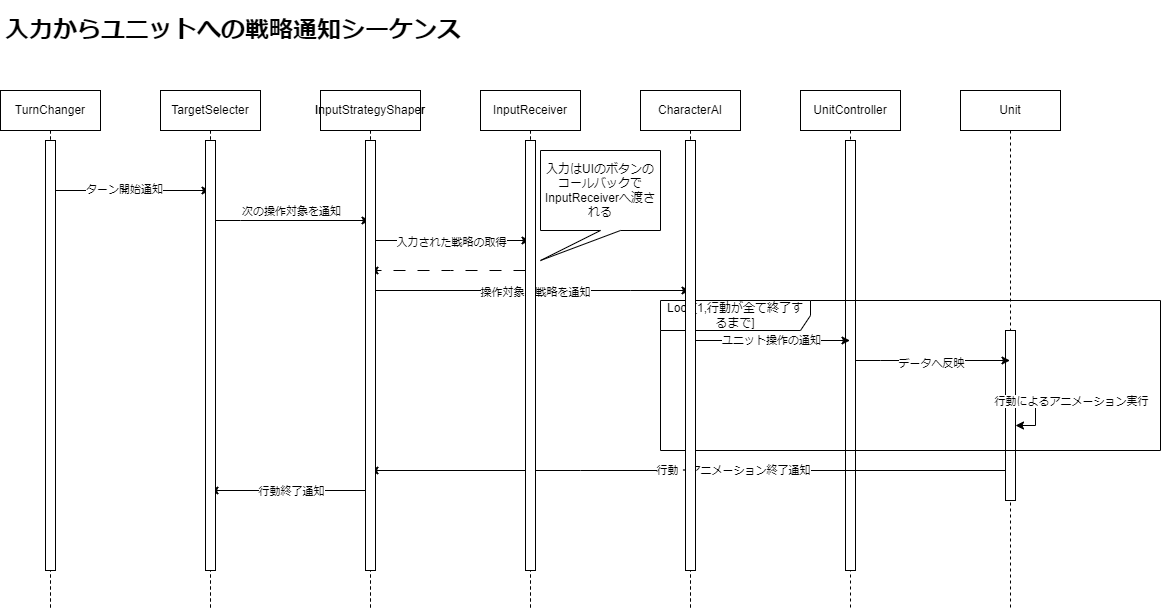 入力からユニットへの戦略通知シーケンス
TurnChanger
TargetSelecter
InputStrategyShaper
InputReceiver
CharacterAI
UnitController
Unit
入力はUIのボタンの
コールバックで
InputReceiverへ渡さ
れる
ターン開始通知
次の操作対象を通知
入力された戦略の取得
操作対象 戦略を通知
Loo [1,行動が全て終了す
るまで]
ユニット操作の通知
データへ反映
行動によるアニメーション実行
行動・アニメーション終了通知
行動終了通知